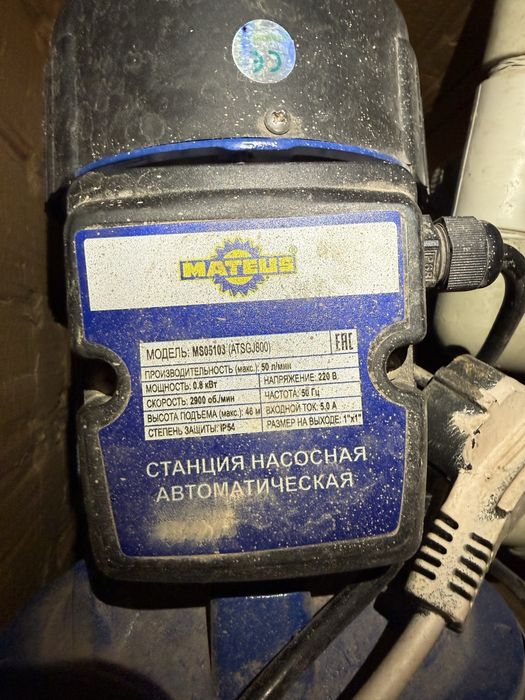 CE
MATEUS ®
МОДЕЛЬ: MS05103 (ATSGJ800) EAC
ПРОИЗВОДИТЕЛЬНОСТЬ (макс.): 50 л/мин
МОЩНОСТЬ: 0.8 кВт НАПРЯЖЕНИЕ: 220 В
СКОРОСТЬ: 2900 об./мин ЧАСТОТА: 50 Гц
ВЫСОТА ПОДЪЕМА (макс.): 46 м ВХОДНОЙ ТОК: 5.0 А
СТЕПЕНЬ ЗАЩИТЫ: IP54 РАЗМЕР НА ВЫХОДЕ: 1"x1"
СТАНЦИЯ НАСОСНАЯ
АВТОМАТИЧЕСКАЯ